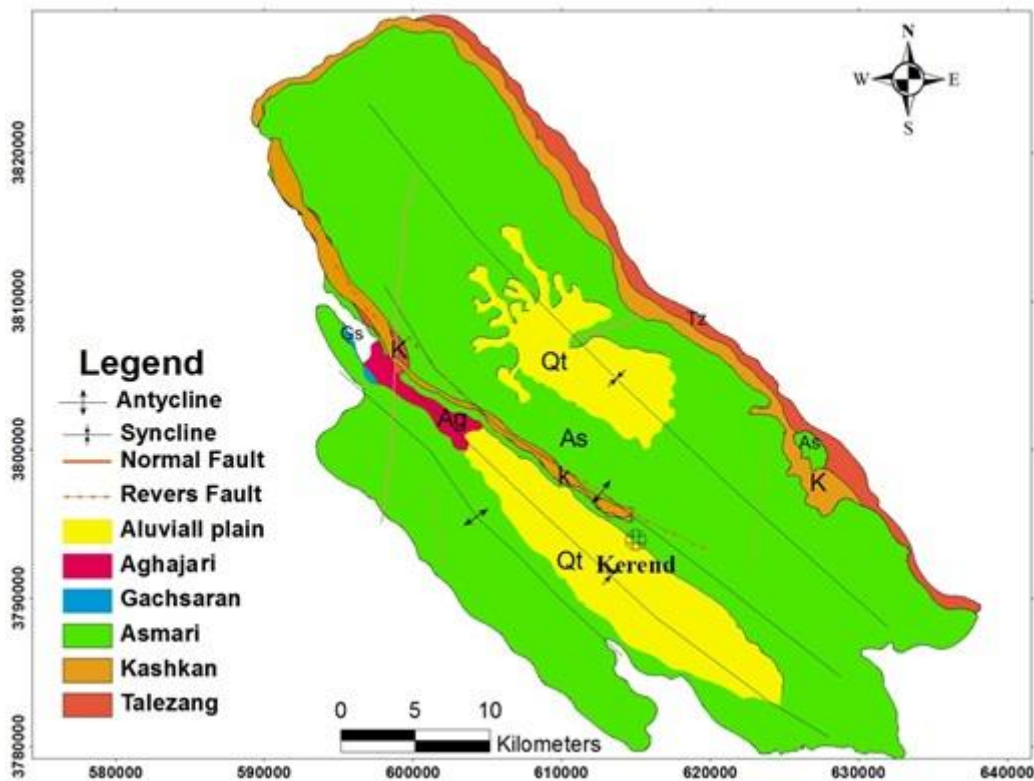 N
W E
S
3820000
3810000
3800000
3790000
3780000
Gs
K
Tz
Qt
Ag
As
As
K
k
Qt
Kerend
Legend
Antycline
Syncline
Normal Fault
Revers Fault
Aluviall plain
Aghajari
Gachsaran
Asmari
Kashkan
Talezang
0 5 10
Kilometers
580000 590000 600000 610000 620000 630000 640000